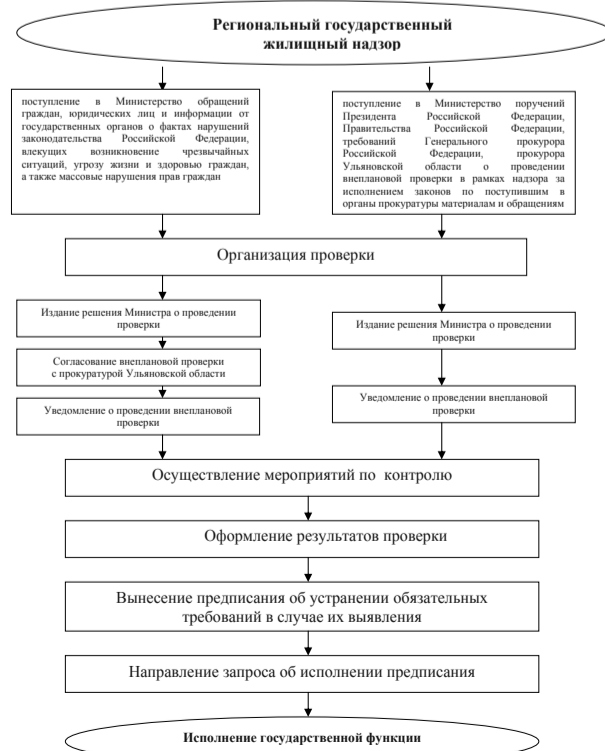 Региональный государственный
жилищный надзор
поступление в Министерство обращений
граждан, юридических лиц и информации от
государственных органов о фактах нарушений
законодательства Российской Федерации,
влекущих возникновение чрезвычайных
ситуаций, угрозу жизни и здоровью граждан,
а также массовые нарушения прав граждан
поступление в Министерство поручений
Президента Российской Федерации,
Правительства Российской Федерации,
требований Генерального прокурора
Российской Федерации, прокурора
Ульяновской области о проведении
внеплановой проверки в рамках надзора за
исполнением законов по поступившим в
органы прокуратуры материалам и обращениям
Организация проверки
Издание решения Министра о проведении
проверки
Согласование внеплановой проверки
с прокуратурой Ульяновской области
Уведомление о проведении внеплановой
проверки
Издание решения Министра о проведении
проверки
Уведомление о проведении внеплановой
проверки
Осуществление мероприятий по контролю
Оформление результатов проверки
Вынесение предписания об устранении обязательных
требований в случае их выявления
Направление запроса об исполнении предписания
Исполнение государственной функции